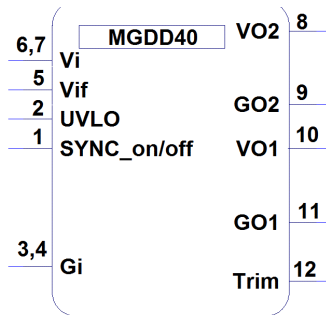 MGDD40
6,7 Vi
5 Vif
2 UVLO
1 SYNC_on/off
3,4 Gi
VO2 8
GO2 9
VO1 10
GO1 11
Trim 12